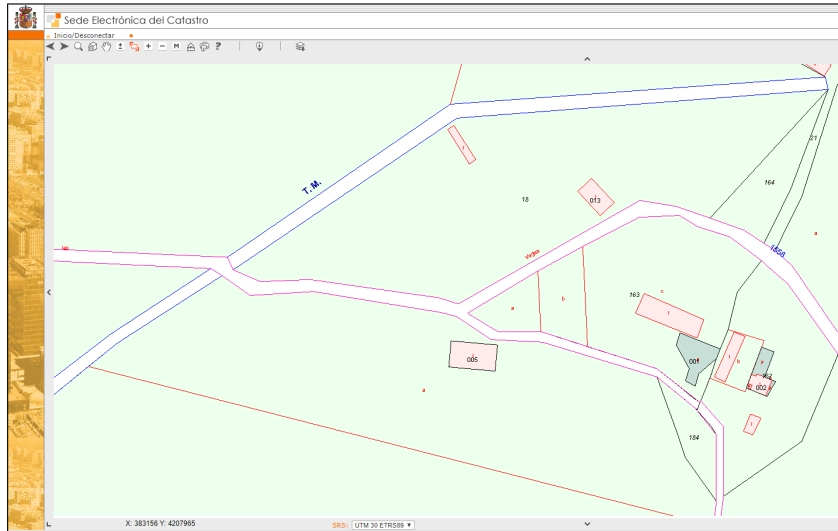 Sede Electrónica del Catastro
Inicio/Desconectar
M
?
T. M.
18
013
21
164
a
1558
Vegas
163
c
I
a
b
I
005
001
I
b
002
a
184
I
X: 383156 Y: 4207965
SRS: UTM 30 ETRS89